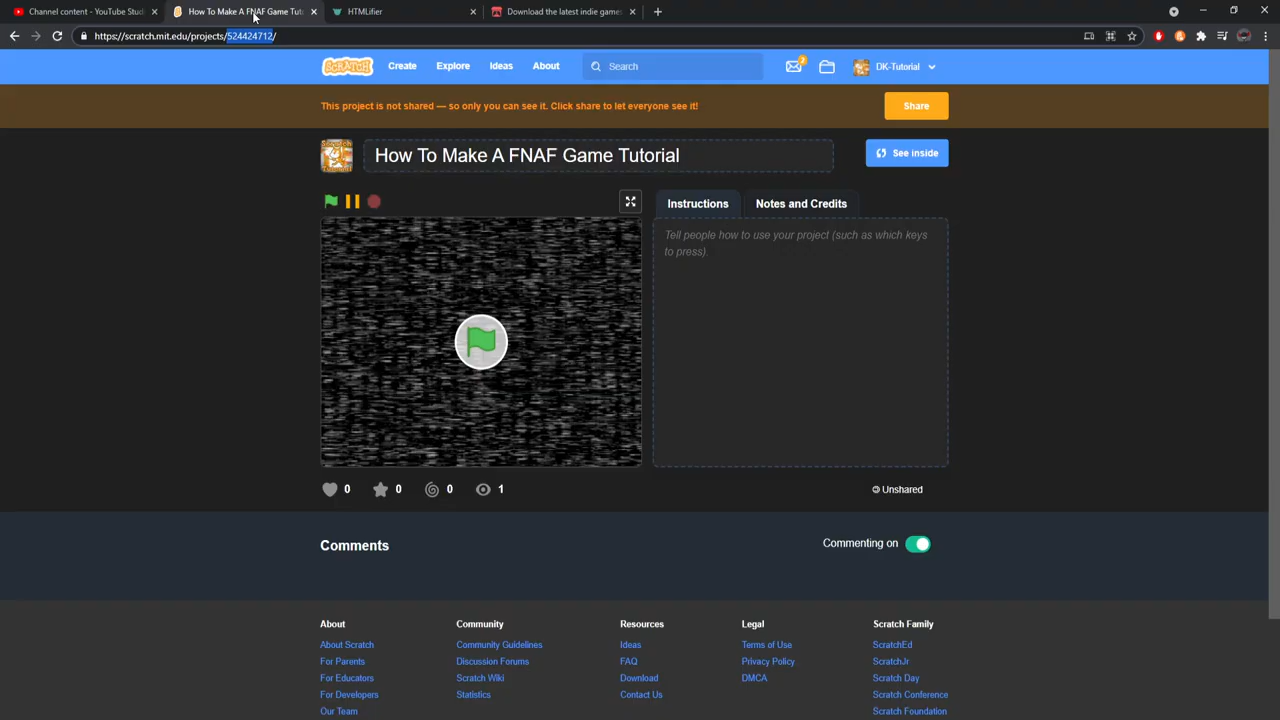 Channel content - YouTube Studi
How To Make A FNAF Game Tuto
HTMLifier
Download the latest indie games
https://scratch.mit.edu/projects/524424712/
SCRATCH
Create
Explore
Ideas
About
Search
2
DK-Tutorial
This project is not shared — so only you can see it. Click share to let everyone see it!
Share
How To Make A FNAF Game Tutorial
See inside
Instructions
Notes and Credits
Tell people how to use your project (such as which keys
to press).
0
0
0
1
Unshared
Comments
Commenting on
About
About Scratch
For Parents
For Educators
For Developers
Our Team
Community
Community Guidelines
Discussion Forums
Scratch Wiki
Statistics
Resources
Ideas
FAQ
Download
Contact Us
Legal
Terms of Use
Privacy Policy
DMCA
Scratch Family
ScratchEd
ScratchJr
Scratch Day
Scratch Conference
Scratch Foundation